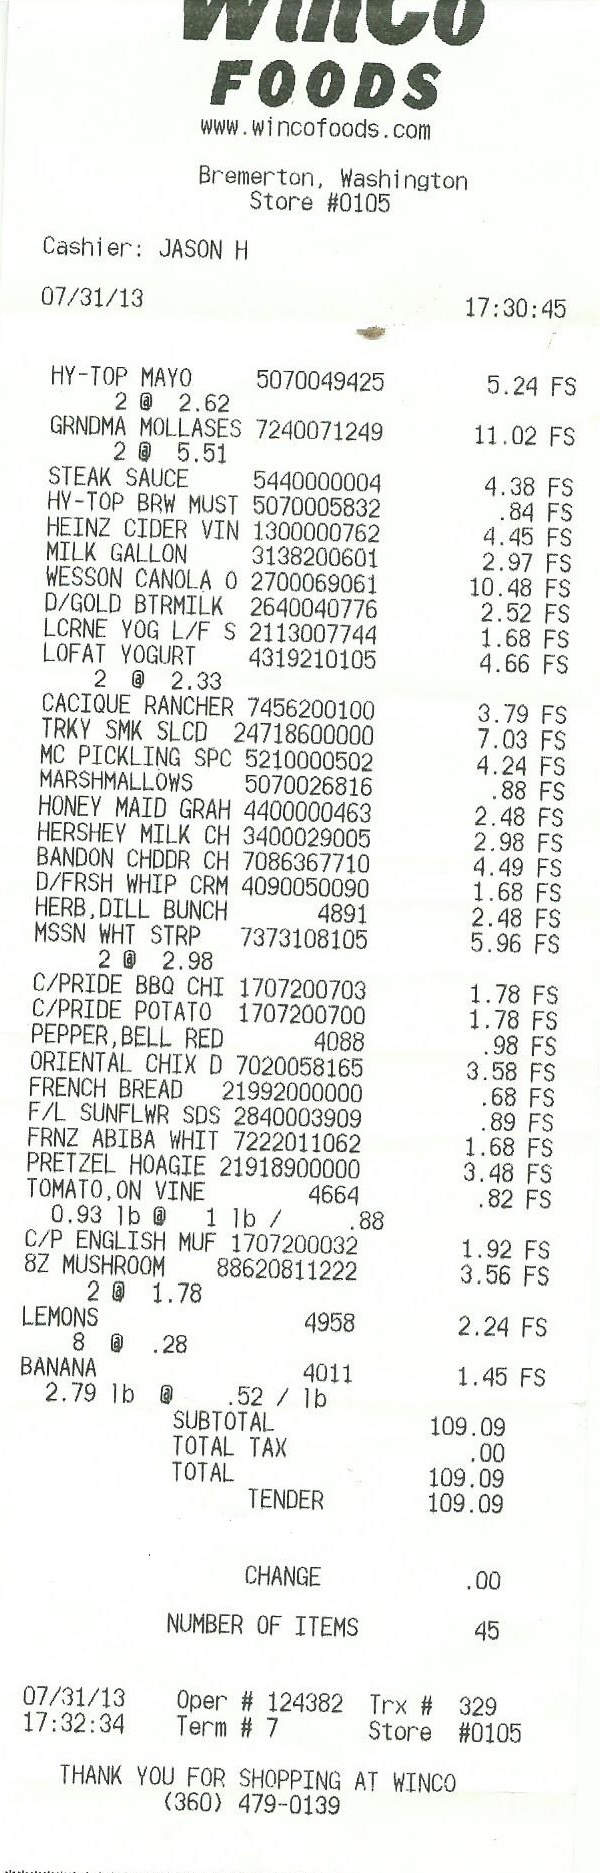 WinCo
FOODS
www.wincofoods.com
Bremerton, Washington
Store #0105
Cashier: JASON H
07/31/13 17:30:45
HY-TOP MAYO 5070049425 5.24 FS
2 @ 2.62
GRNDMA MOLLASES 7240071249 11.02 FS
2 @ 5.51
STEAK SAUCE 5440000004 4.38 FS
HY-TOP BRW MUST 5070005832 .84 FS
HEINZ CIDER VIN 1300000762 4.45 FS
MILK GALLON 3138200601 2.97 FS
WESSON CANOLA O 2700069061 10.48 FS
D/GOLD BTRMILK 2640040776 2.52 FS
LCRNE YOG L/F S 2113007744 1.68 FS
LOFAT YOGURT 4319210105 4.66 FS
2 @ 2.33
CACIQUE RANCHER 7456200100 3.79 FS
TRKY SMK SLCD 24718600000 7.03 FS
MC PICKLING SPC 5210000502 4.24 FS
MARSHMALLOWS 5070026816 .88 FS
HONEY MAID GRAH 4400000463 2.48 FS
HERSHEY MILK CH 3400029005 2.98 FS
BANDON CHDDR CH 7086367710 4.49 FS
D/FRSH WHIP CRM 4090050090 1.68 FS
HERB,DILL BUNCH 4891 2.48 FS
MSSN WHT STRP 7373108105 5.96 FS
2 @ 2.98
C/PRIDE BBQ CHI 1707200703 1.78 FS
C/PRIDE POTATO 1707200700 1.78 FS
PEPPER,BELL RED 4088 .98 FS
ORIENTAL CHIX D 7020058165 3.58 FS
FRENCH BREAD 21992000000 .68 FS
F/L SUNFLWR SDS 2840003909 .89 FS
FRNZ ABIBA WHIT 7222011062 1.68 FS
PRETZEL HOAGIE 21918900000 3.48 FS
TOMATO,ON VINE 4664 .82 FS
0.93 lb @ 1 lb / .88
C/P ENGLISH MUF 1707200032 1.92 FS
8Z MUSHROOM 88620811222 3.56 FS
2 @ 1.78
LEMONS 4958 2.24 FS
8 @ .28
BANANA 4011 1.45 FS
2.79 lb @ .52 / lb
SUBTOTAL 109.09
TOTAL TAX .00
TOTAL 109.09
TENDER 109.09
CHANGE .00
NUMBER OF ITEMS 45
07/31/13 Oper # 124382 Trx # 329
17:32:34 Term # 7 Store #0105
THANK YOU FOR SHOPPING AT WINCO
(360) 479-0139